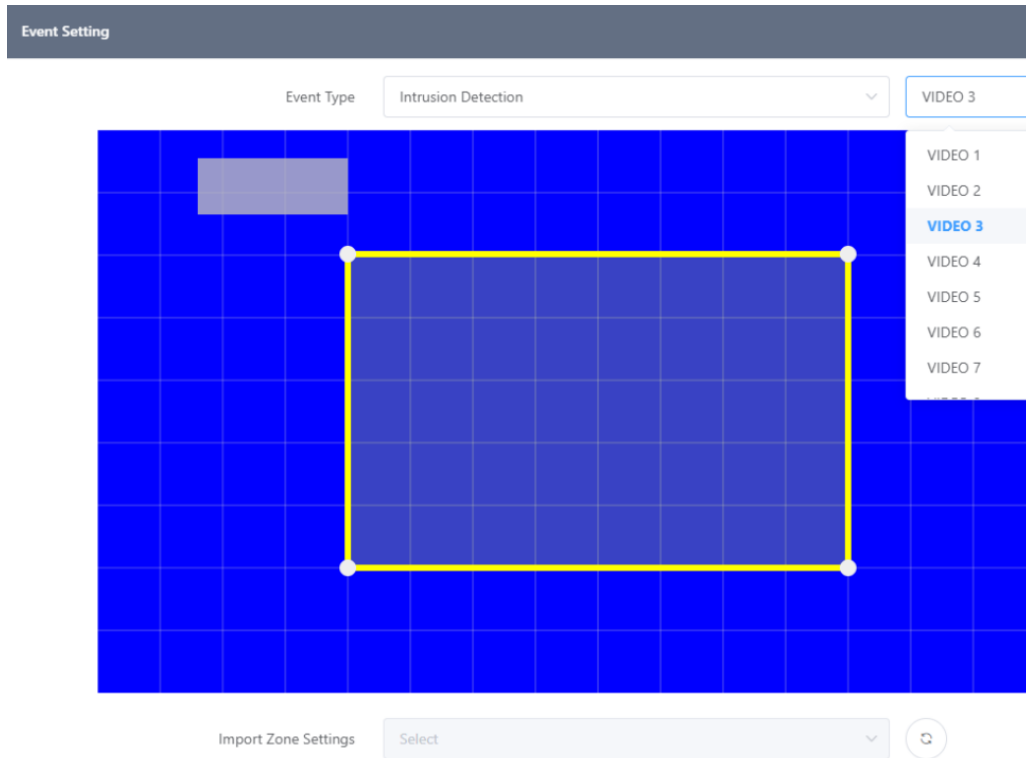 Event Setting
Event Type
Intrusion Detection
VIDEO 3
VIDEO 1
VIDEO 2
VIDEO 3
VIDEO 4
VIDEO 5
VIDEO 6
VIDEO 7
Import Zone Settings
Select